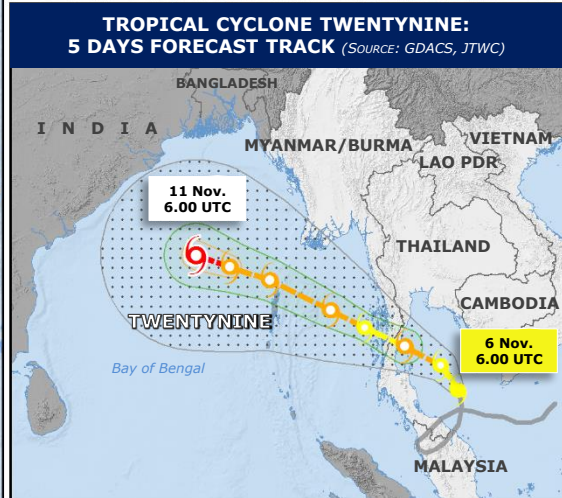 TROPICAL CYCLONE TWENTYNINE:
5 DAYS FORECAST TRACK (SOURCE: GDACS, JTWC)
BANGLADESH
I N D I A
MYANMAR/BURMA
VIETNAM
LAO PDR
11 Nov.
6.00 UTC
THAILAND
CAMBODIA
TWENTYNINE
6 Nov.
6.00 UTC
Bay of Bengal
MALAYSIA